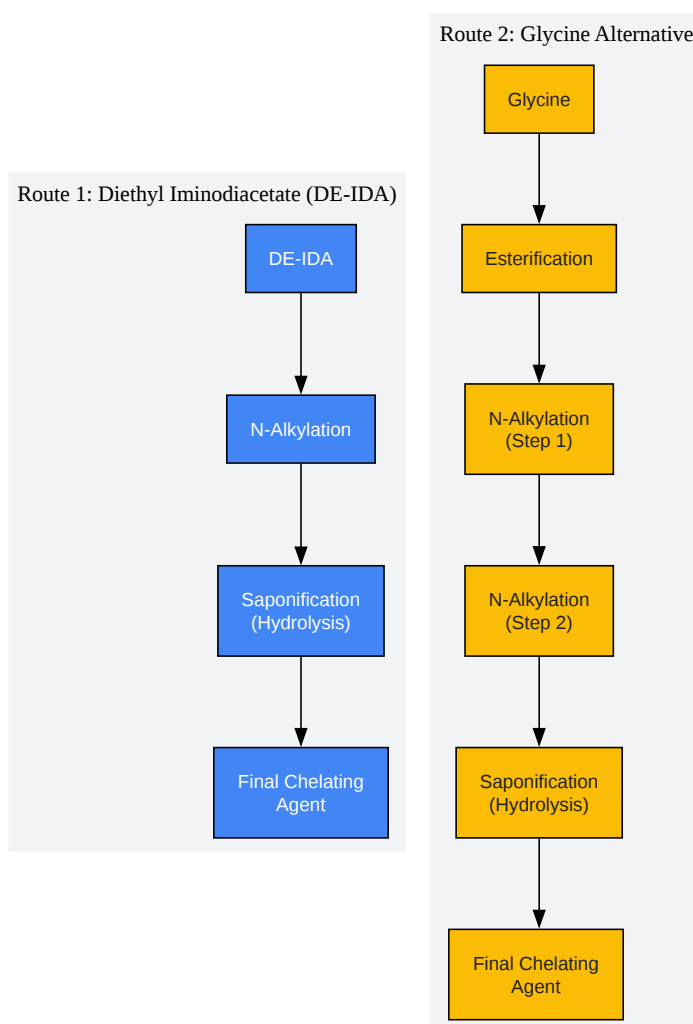 Route 1: Diethyl Iminodiacetate (DE-IDA)
DE-IDA
N-Alkylation
Saponification
(Hydrolysis)
Final Chelating
Agent
Route 2: Glycine Alternative
Glycine
Esterification
N-Alkylation
(Step 1)
N-Alkylation
(Step 2)
Saponification
(Hydrolysis)
Final Chelating
Agent